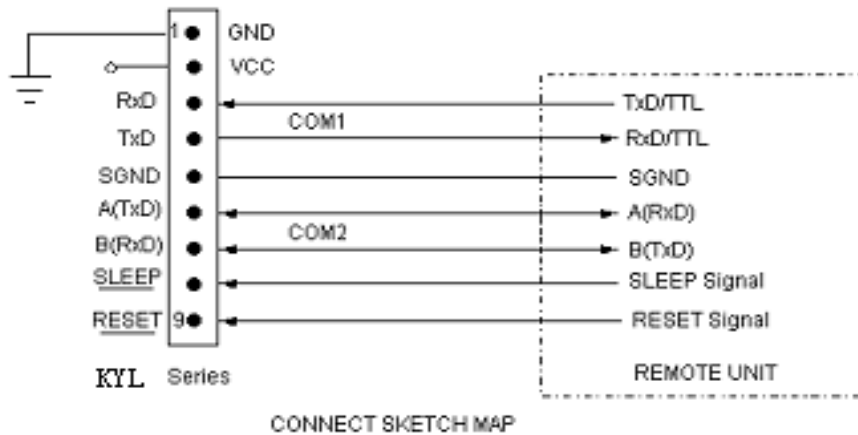 1 GND
VCC
RxD COM1 TxD/TTL
TxD RxD/TTL
SGND SGND
A(TxD) COM2 A(RxD)
B(RxD) B(TxD)
SLEEP SLEEP Signal
RESET 9 RESET Signal
KYL Series REMOTE UNIT
CONNECT SKETCH MAP